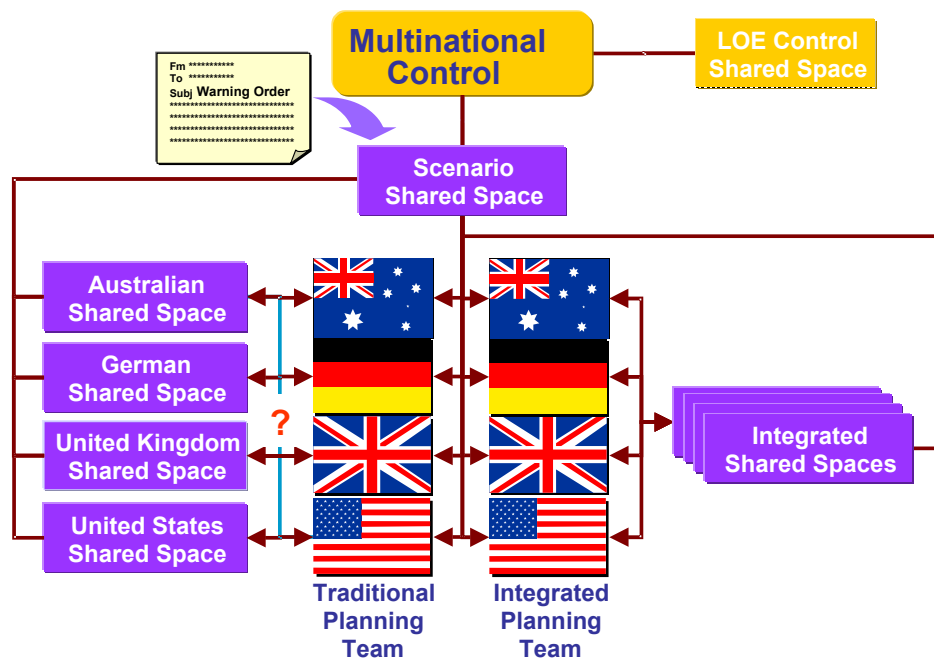 Multinational
Control
LOE Control
Shared Space
Fm ***********
To ***********
Subj Warning Order
******************************
******************************
******************************
******************************
Scenario
Shared Space
Australian
Shared Space
German
Shared Space
?
United Kingdom
Shared Space
United States
Shared Space
Integrated
Shared Spaces
Traditional
Planning
Team
Integrated
Planning
Team